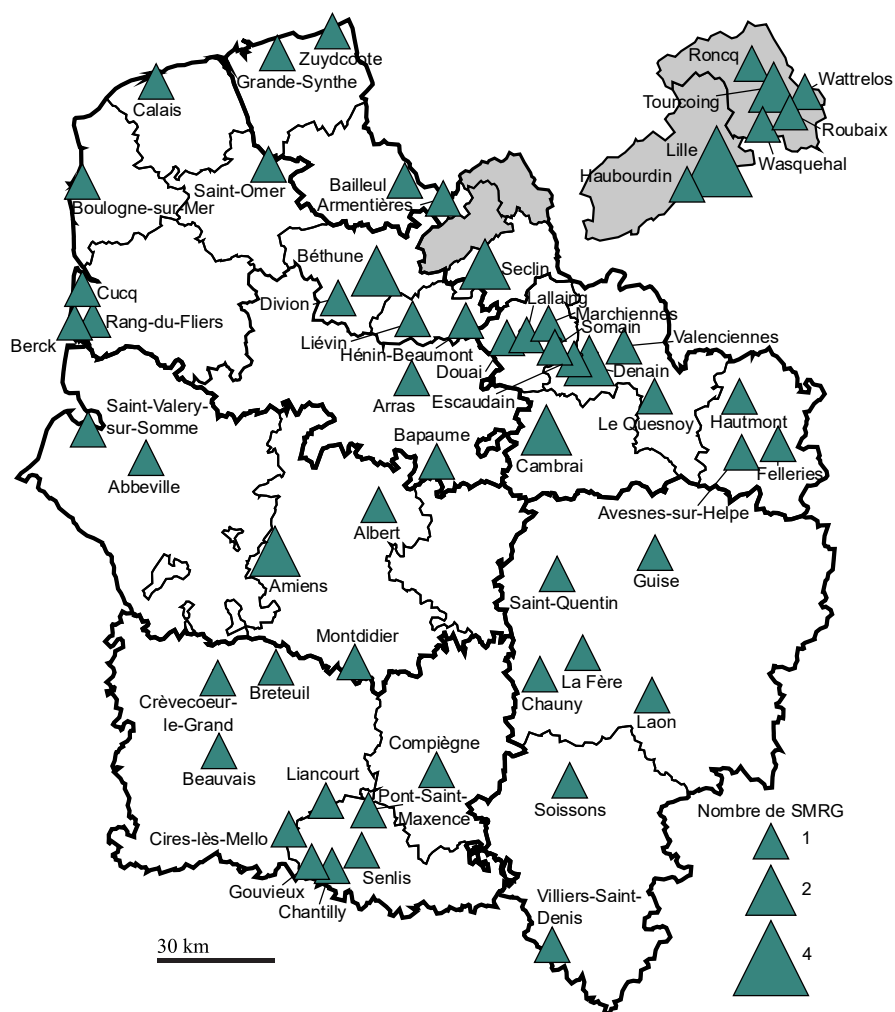 Zuydcoote
Grande-Synthe
Calais
Roncq
Wattrelos
Tourcoing
Roubaix
Lille
Wasquehal
Haubourdin
Saint-Omer
Bailleul
Armentières
Boulogne-sur-Mer
Béthune
Seclin
Cucq
Divion
Lallaing
Rang-du-Fliers
Marchiennes
Somain
Berck
Liévin
Valenciennes
Hénin-Beaumont
Douai
Denain
Escaudain
Arras
Saint-Valery-
sur-Somme
Le Quesnoy
Hautmont
Bapaume
Cambrai
Felleries
Abbeville
Avesnes-sur-Helpe
Albert
Amiens
Guise
Saint-Quentin
Montdidier
La Fère
Breteuil
Crèvecoeur-
le-Grand
Chauny
Laon
Compiègne
Beauvais
Liancourt
Pont-Saint-
Maxence
Soissons
Nombre de SMRG
Cires-lès-Mello
1
Senlis
Gouvieux
Chantilly
2
Villiers-Saint-
Denis
4
30 km